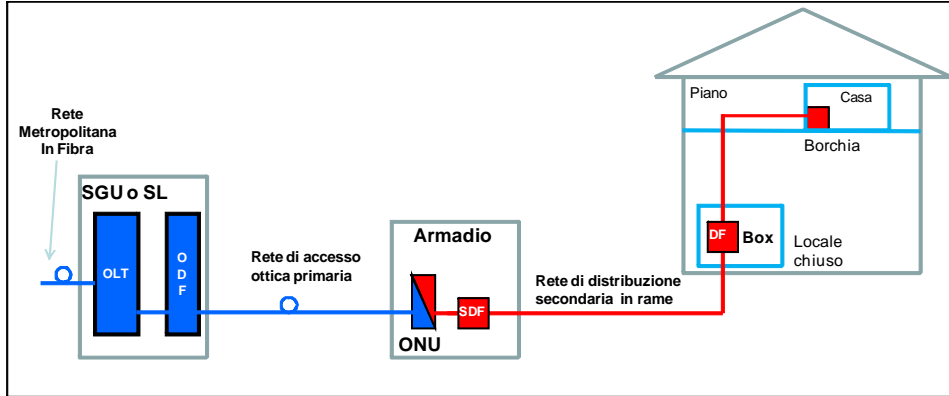 Rete
Metropolitana
In Fibra
SGU o SL
OLT
O
D
F
Rete di accesso
ottica primaria
Armadio
SDF
ONU
Rete di distribuzione
secondaria in rame
Piano
Casa
Borchia
DF
Box
Locale
chiuso